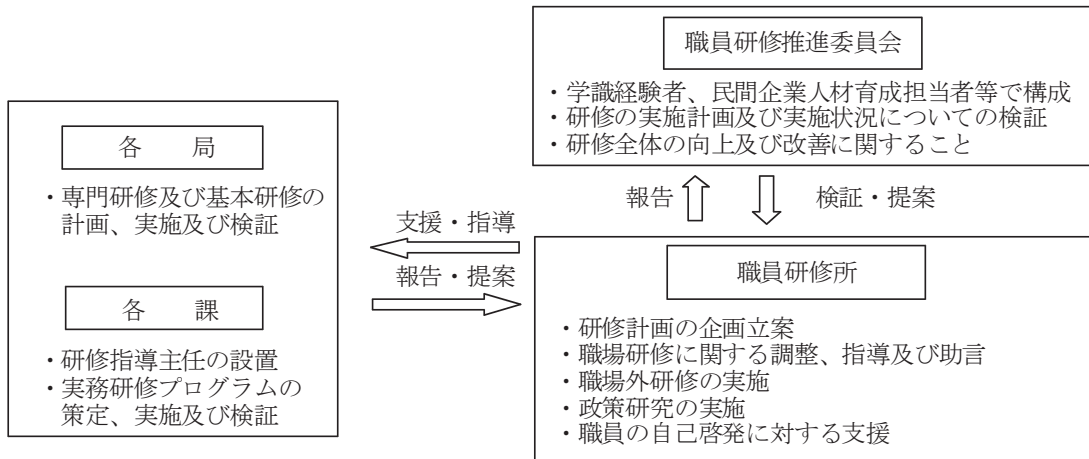 職員研修推進委員会
・学識経験者、民間企業人材育成担当者等で構成
・研修の実施計画及び実施状況についての検証
・研修全体の向上及び改善に関すること
各　局
・専門研修及び基本研修の
計画、実施及び検証
各　課
・研修指導主任の設置
・実務研修プログラムの
策定、実施及び検証
支援・指導
報告・提案
報告
検証・提案
職員研修所
・研修計画の企画立案
・職場研修に関する調整、指導及び助言
・職場外研修の実施
・政策研究の実施
・職員の自己啓発に対する支援